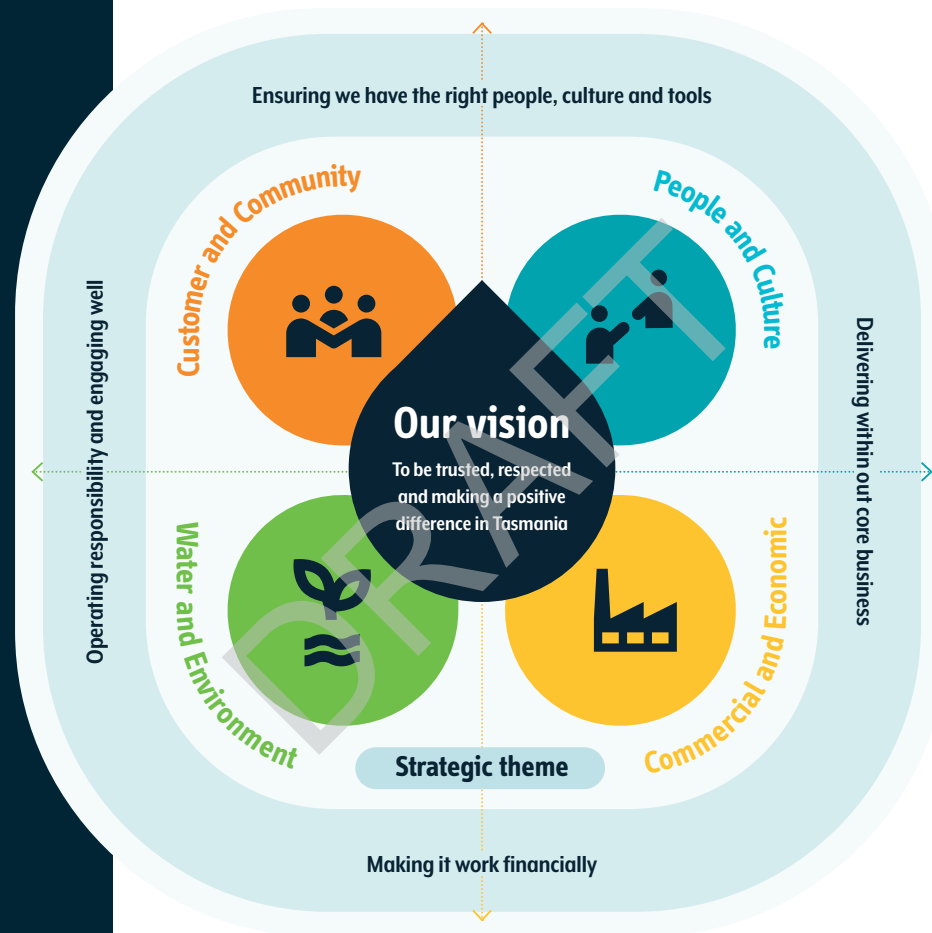 Ensuring we have the right people, culture and tools
Customer and Community
People and Culture
Operating responsibility and engaging well
Our vision
To be trusted, respected
and making a positive
difference in Tasmania
Delivering within out core business
Water and Environment
Commercial and Economic
Strategic theme
Making it work financially
DRAFT